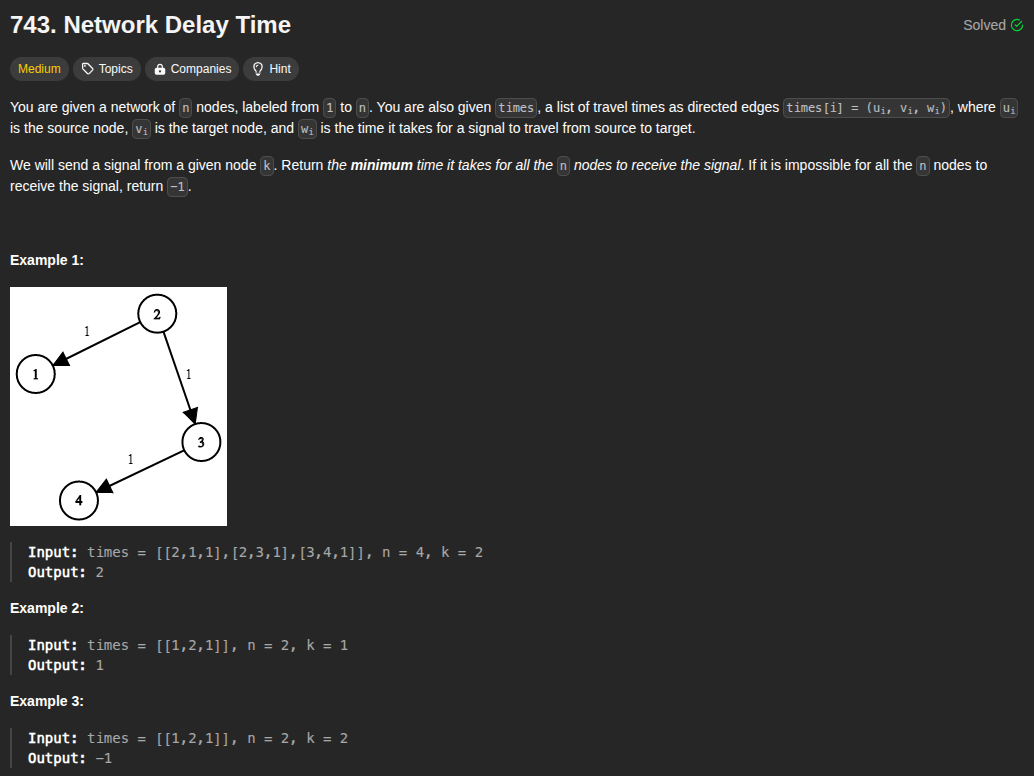 743. Network Delay Time
Solved
Medium Topics Companies Hint
You are given a network of n nodes, labeled from 1 to n. You are also given times, a list of travel times as directed edges times[i] = (uᵢ, vᵢ, wᵢ), where uᵢ
is the source node, vᵢ is the target node, and wᵢ is the time it takes for a signal to travel from source to target.
We will send a signal from a given node k. Return the minimum time it takes for all the n nodes to receive the signal. If it is impossible for all the n nodes to
receive the signal, return -1.
Example 1:
2
1
1
1
3
1
4
Input: times = [[2,1,1],[2,3,1],[3,4,1]], n = 4, k = 2
Output: 2
Example 2:
Input: times = [[1,2,1]], n = 2, k = 1
Output: 1
Example 3:
Input: times = [[1,2,1]], n = 2, k = 2
Output: -1